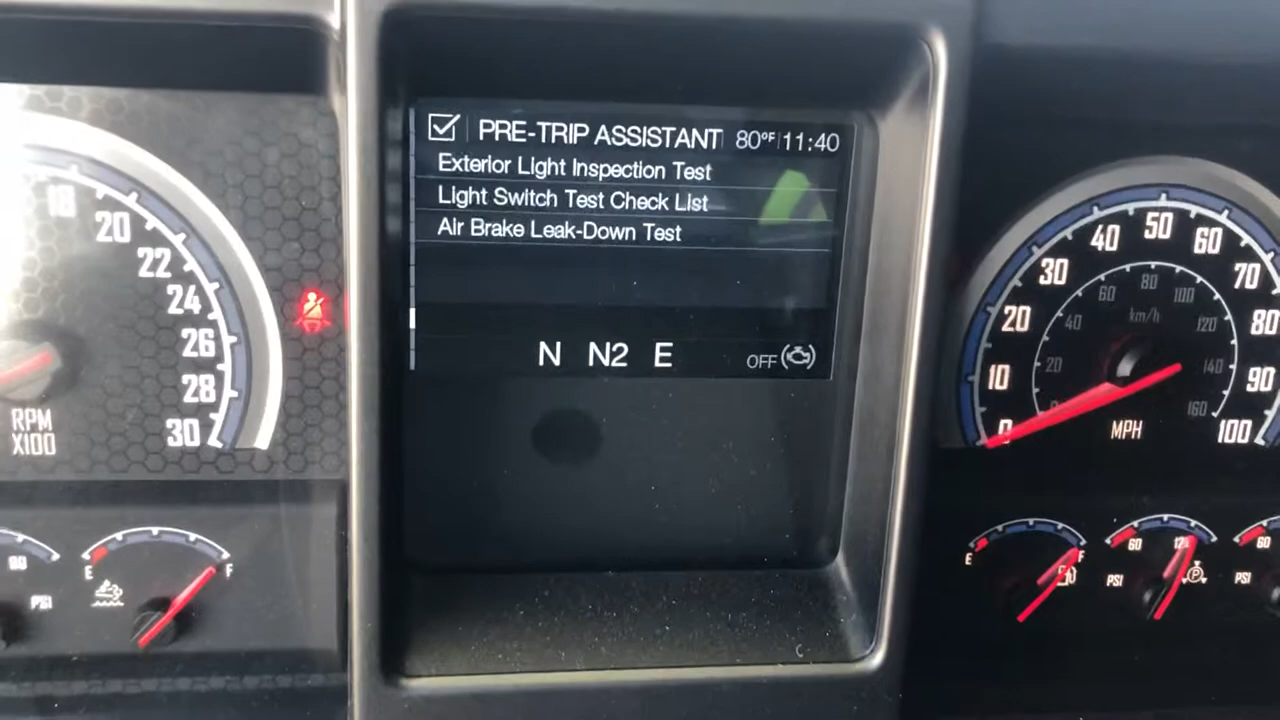 PRE-TRIP ASSISTANT 80°F 11:40
Exterior Light Inspection Test
Light Switch Test Check List
Air Brake Leak-Down Test
N N2 E
OFF
18
20
22
24
26
28
30
RPM
X100
0
10
20
30
40
50
60
70
80
90
100
20
40
60
80
100
120
140
160
km/h
MPH
80
PSI
E F
E F
60
PSI
P
60
PSI